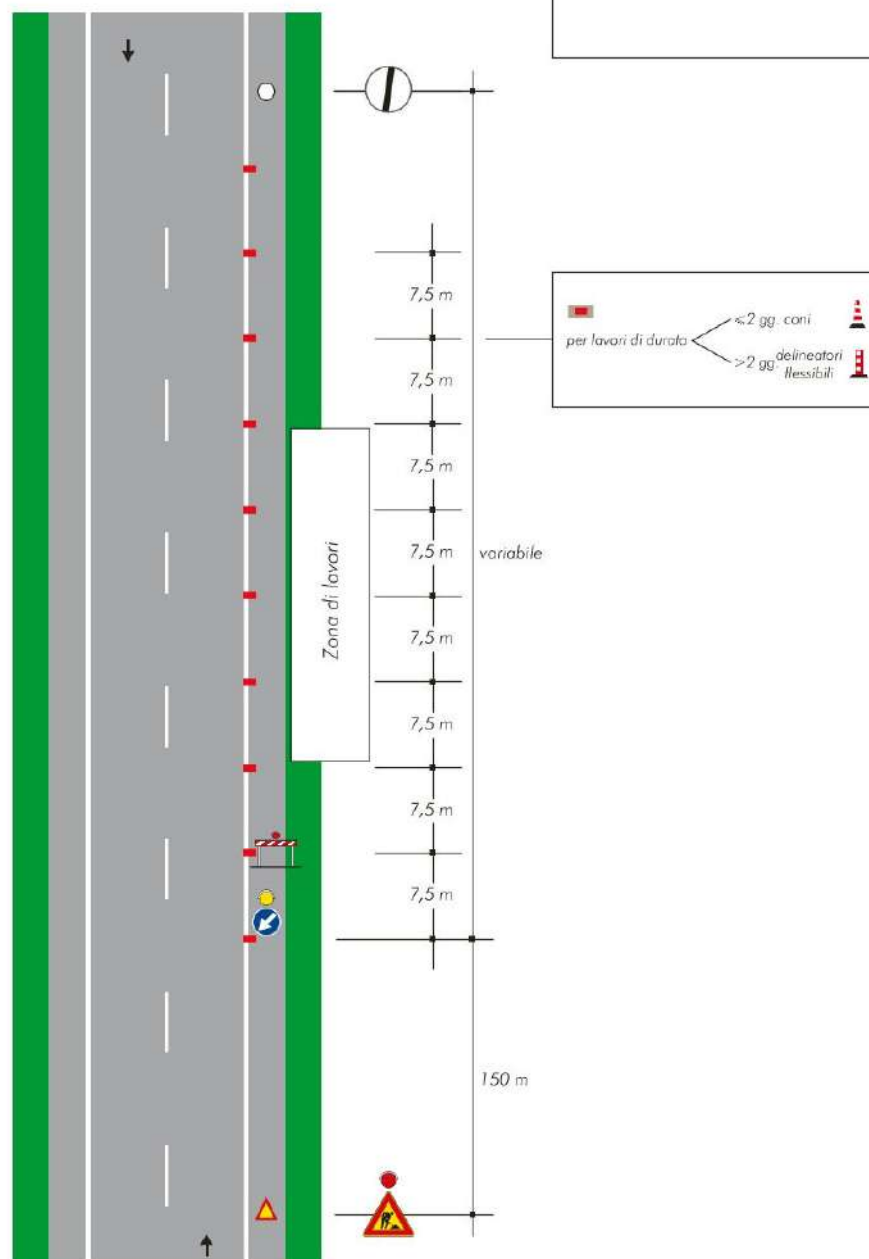 7,5 m
7,5 m
7,5 m
7,5 m
7,5 m
7,5 m
7,5 m
7,5 m
Zona di lavori
variabile
150 m
per lavori di durata
⩽2 gg. coni
>2 gg. delineatori
flessibili